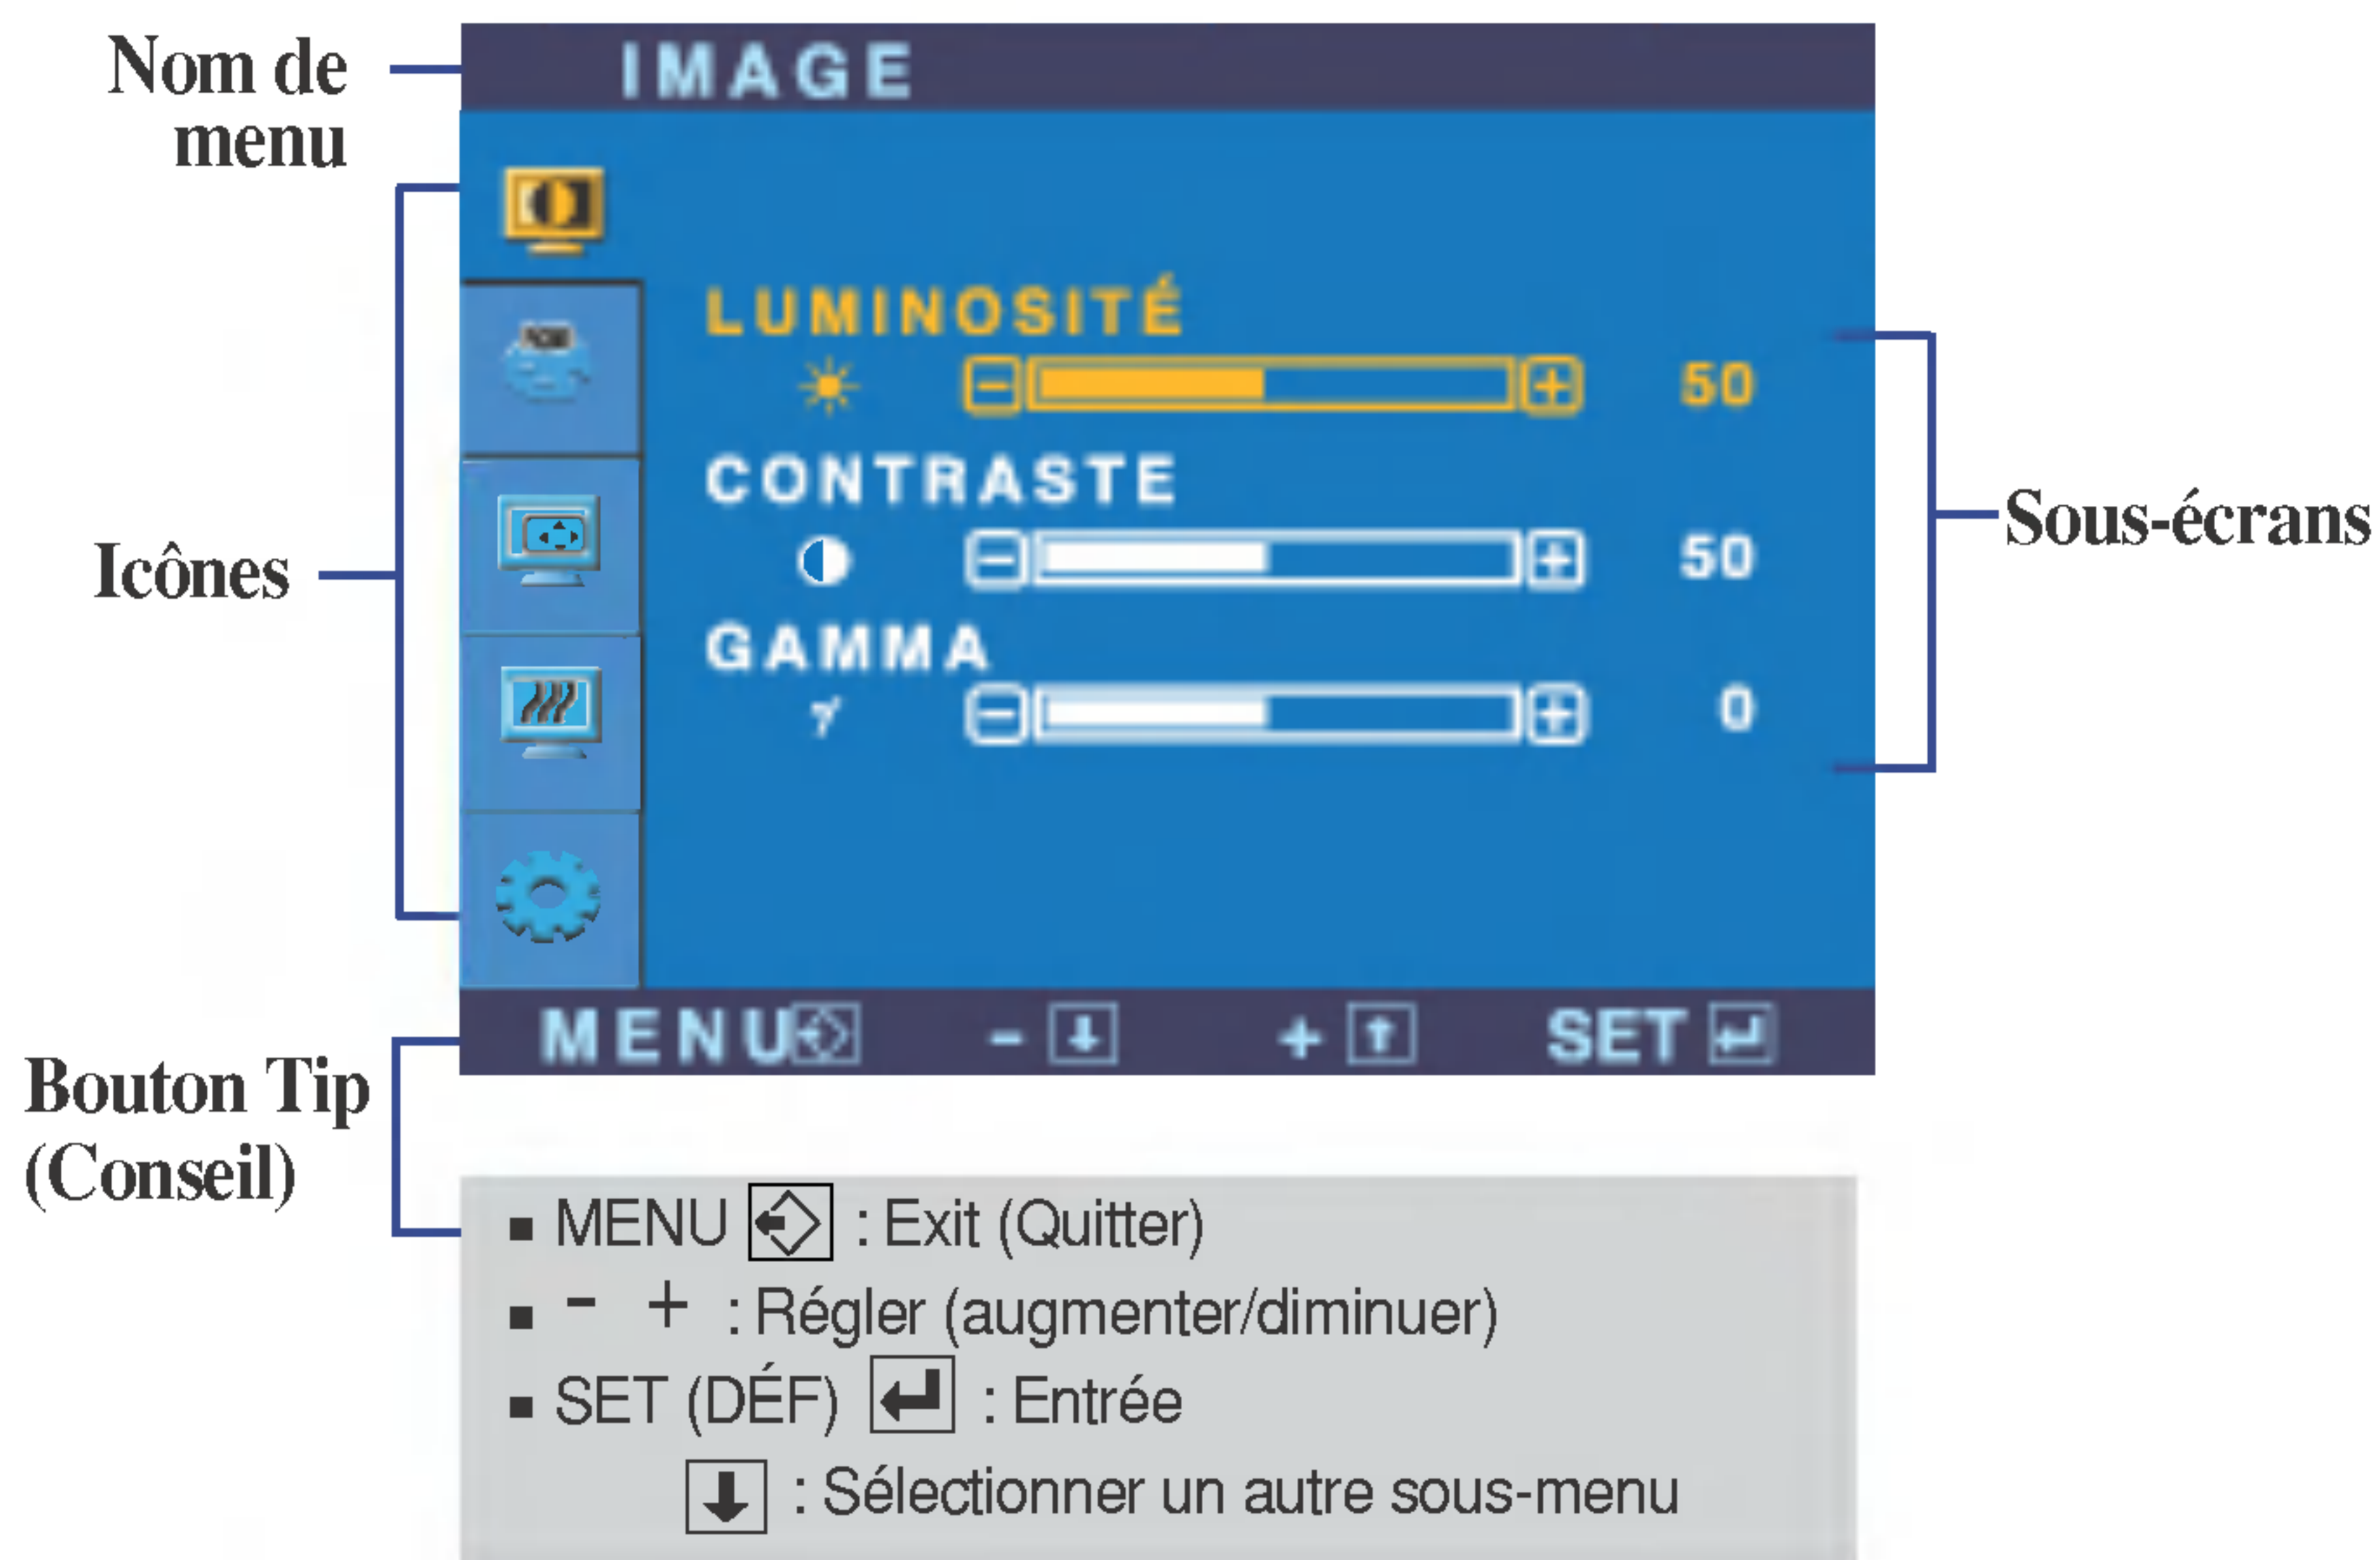 Nom de
menu
IMAGE
LUMINOSITÉ
50
CONTRASTE
50
GAMMA
γ
0
Icônes
Sous-écrans
MENU - + SET
Bouton Tip
(Conseil)
▪ MENU : Exit (Quitter)
▪ - + : Régler (augmenter/diminuer)
▪ SET (DÉF) : Entrée
: Sélectionner un autre sous-menu